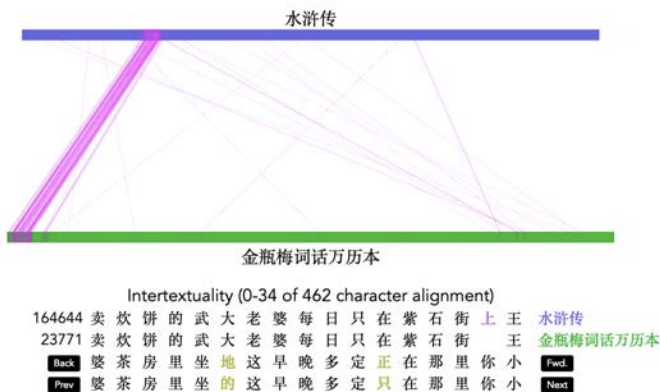 水浒传
金瓶梅词话万历本
Intertextuality (0-34 of 462 character alignment)
164644 卖 炊 饼 的 武 大 老 婆 每 日 只 在 紫 石 街 上 王 水浒传
23771 卖 炊 饼 的 武 大 老 婆 每 日 只 在 紫 石 街 王 金瓶梅词话万历本
Back 婆 茶 房 里 坐 地 这 早 晚 多 定 正 在 那 里 你 小 Fwd.
Prev 婆 茶 房 里 坐 的 这 早 晚 多 定 只 在 那 里 你 小 Next